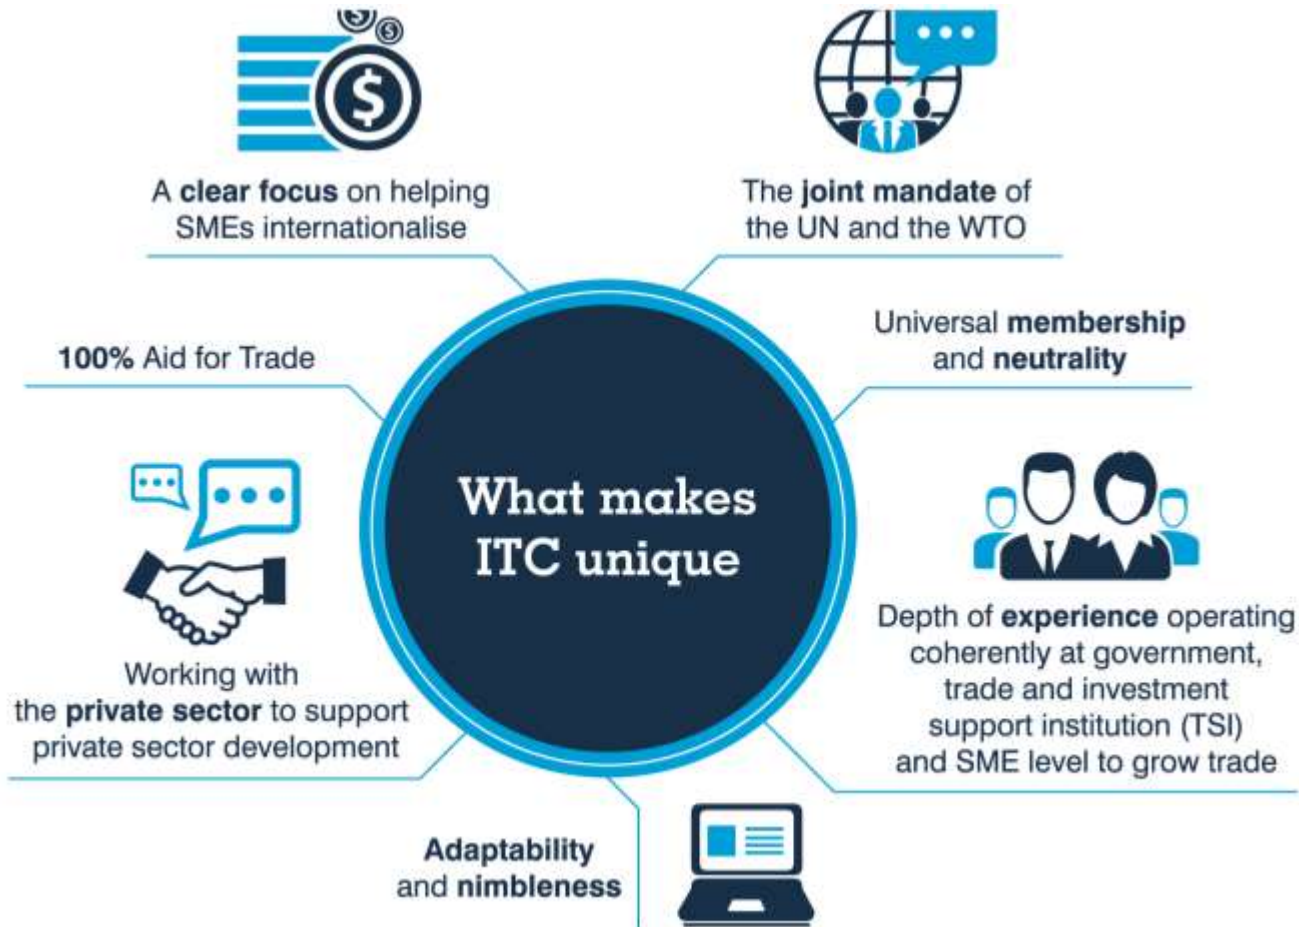 A clear focus on helping
SMEs internationalise
The joint mandate of
the UN and the WTO
100% Aid for Trade
Universal membership
and neutrality
What makes
ITC unique
Working with
the private sector to support
private sector development
Depth of experience operating
coherently at government,
trade and investment
support institution (TSI)
and SME level to grow trade
Adaptability
and nimbleness